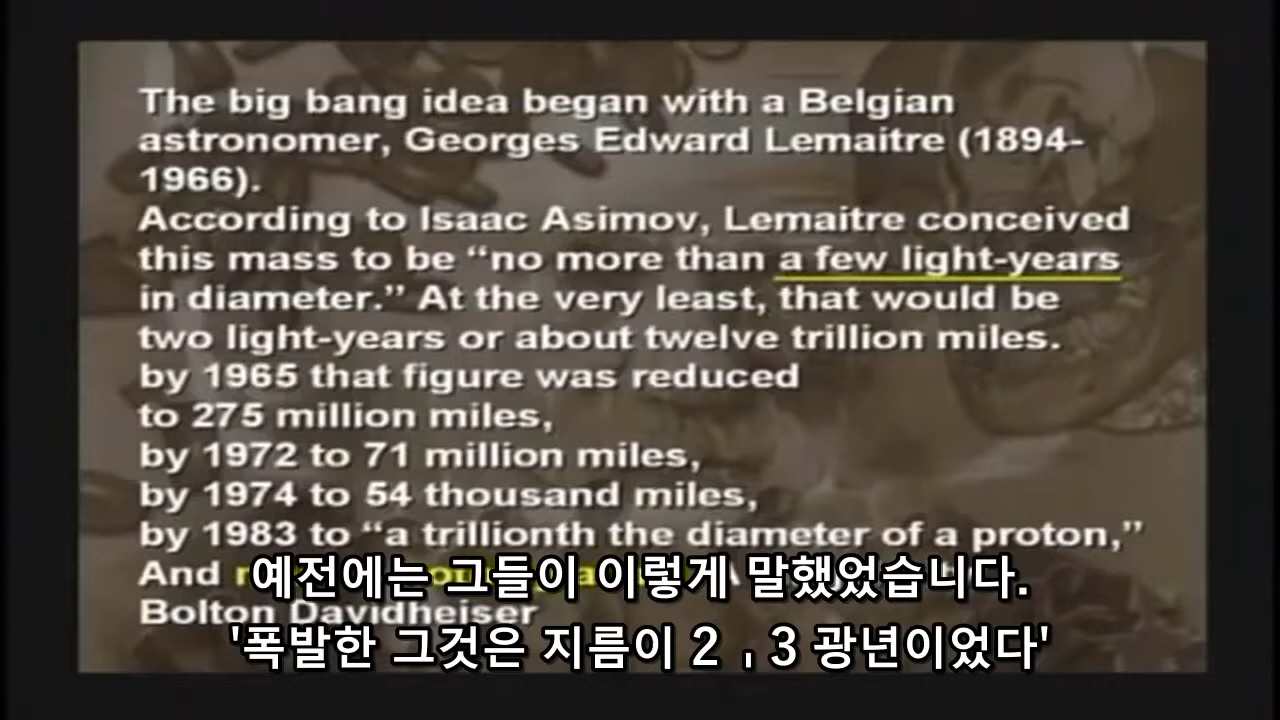 The big bang idea began with a Belgian
astronomer, Georges Edward Lemaitre (1894-
1966).
According to Isaac Asimov, Lemaitre conceived
this mass to be “no more than a few light-years
in diameter.” At the very least, that would be
two light-years or about twelve trillion miles.
by 1965 that figure was reduced
to 275 million miles,
by 1972 to 71 million miles,
by 1974 to 54 thousand miles,
by 1983 to “a trillionth the diameter of a proton,”
And
예전에는 그들이 이렇게 말했었습니다.
Bolton Davidheiser
'폭발한 그것은 지름이 2 , 3 광년이었다'